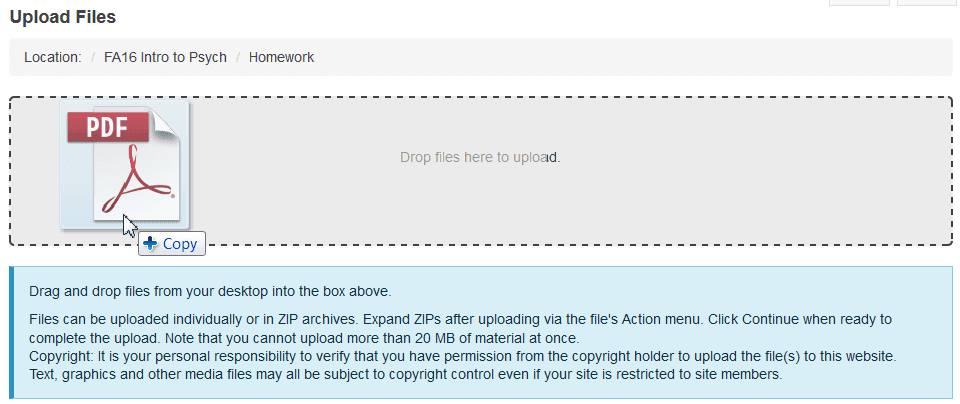 Upload Files
Location: / FA16 Intro to Psych / Homework
PDF
Drop files here to upload.
Copy
Drag and drop files from your desktop into the box above.
Files can be uploaded individually or in ZIP archives. Expand ZIPs after uploading via the file's Action menu. Click Continue when ready to
complete the upload. Note that you cannot upload more than 20 MB of material at once.
Copyright: It is your personal responsibility to verify that you have permission from the copyright holder to upload the file(s) to this website.
Text, graphics and other media files may all be subject to copyright control even if your site is restricted to site members.